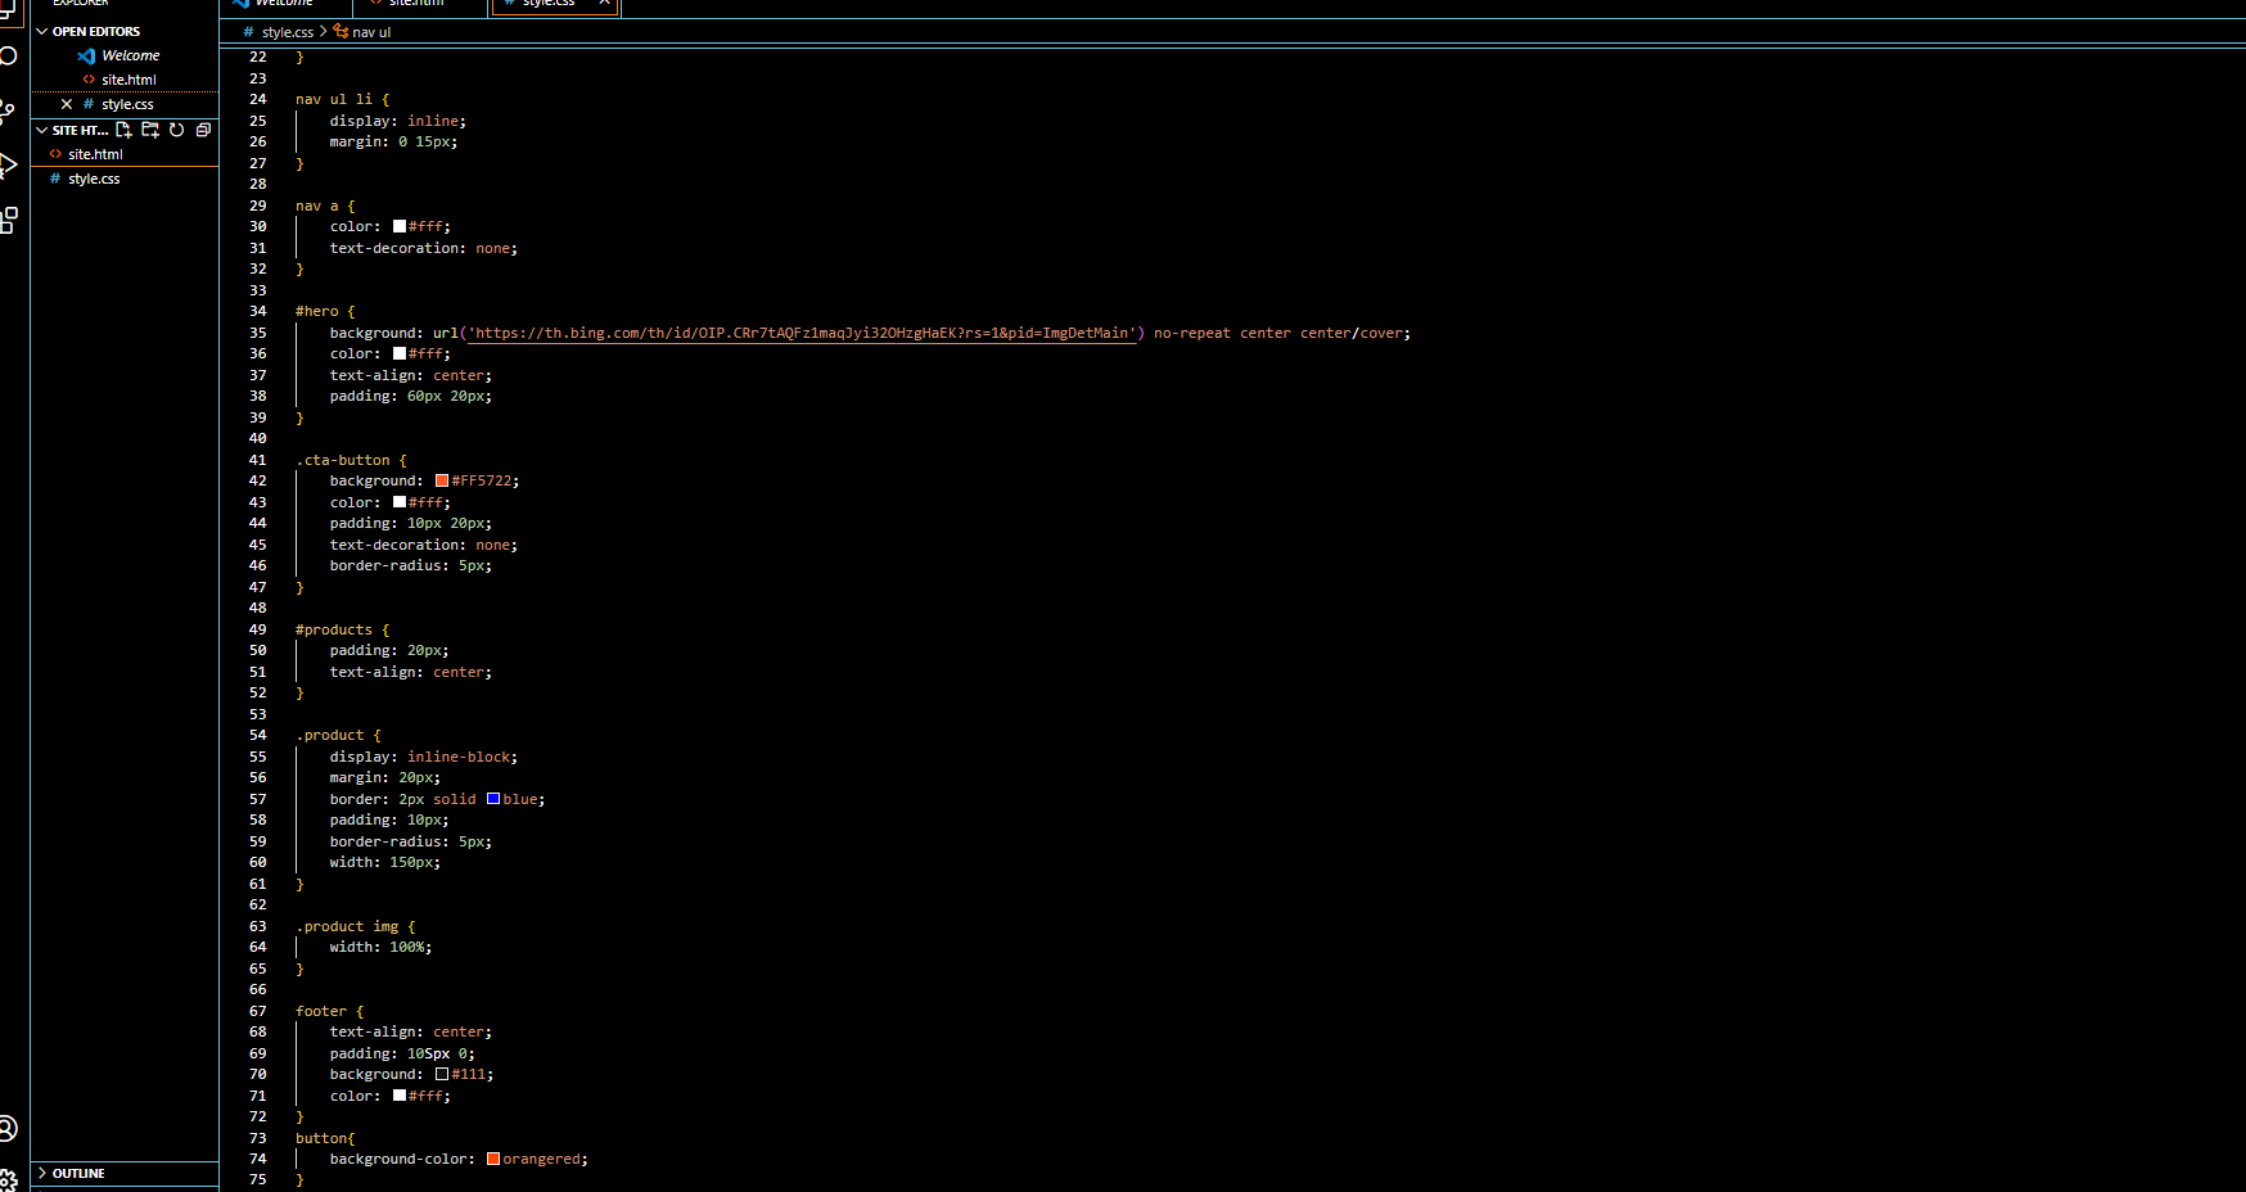 EXPLORER
OPEN EDITORS
Welcome
<> site.html
# style.css
SITE HT...
<> site.html
# style.css
OUTLINE
Welcome
<> site.html
# style.css
# style.css > nav ul
22 }
23
24 nav ul li {
25 display: inline;
26 margin: 0 15px;
27 }
28
29 nav a {
30 color: #fff;
31 text-decoration: none;
32 }
33
34 #hero {
35 background: url('https://th.bing.com/th/id/OIP.CRr7tAQFz1maqJyi32OHzgHaEK?rs=1&pid=ImgDetMain') no-repeat center center/cover;
36 color: #fff;
37 text-align: center;
38 padding: 60px 20px;
39 }
40
41 .cta-button {
42 background: #FF5722;
43 color: #fff;
44 padding: 10px 20px;
45 text-decoration: none;
46 border-radius: 5px;
47 }
48
49 #products {
50 padding: 20px;
51 text-align: center;
52 }
53
54 .product {
55 display: inline-block;
56 margin: 20px;
57 border: 2px solid blue;
58 padding: 10px;
59 border-radius: 5px;
60 width: 150px;
61 }
62
63 .product img {
64 width: 100%;
65 }
66
67 footer {
68 text-align: center;
69 padding: 10Spx 0;
70 background: #111;
71 color: #fff;
72 }
73 button{
74 background-color: orangered;
75 }